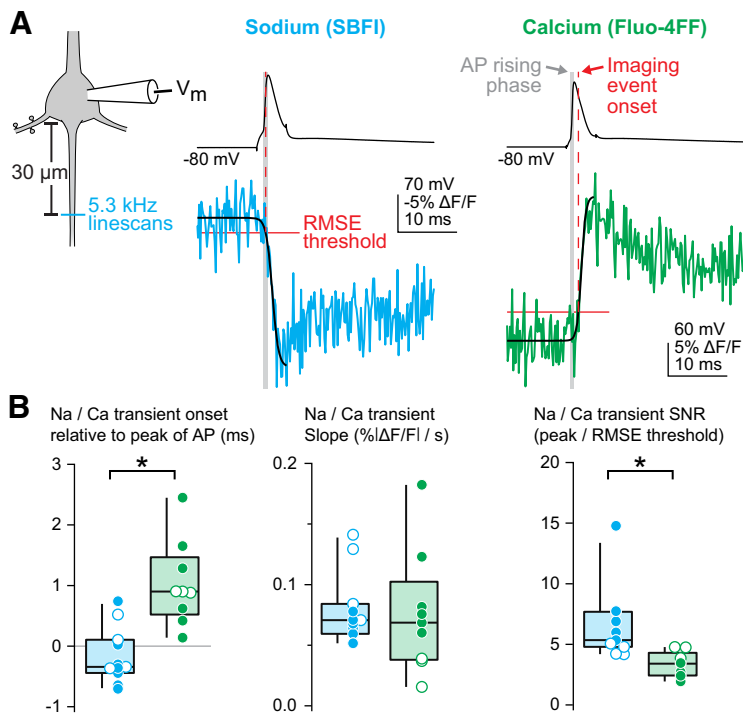 A
Sodium (SBFI)
Calcium (Fluo-4FF)
Vm
30 µm
5.3 kHz
linescans
-80 mV
RMSE
threshold
70 mV
-5% ΔF/F
10 ms
AP rising
phase
Imaging
event
onset
-80 mV
60 mV
5% ΔF/F
10 ms
B
Na / Ca transient onset
relative to peak of AP (ms)
3
2
1
0
-1
*
Na / Ca transient
Slope (%|ΔF/F| / s)
0.2
0.1
0.0
Na / Ca transient SNR
(peak / RMSE threshold)
20
15
10
5
0
*